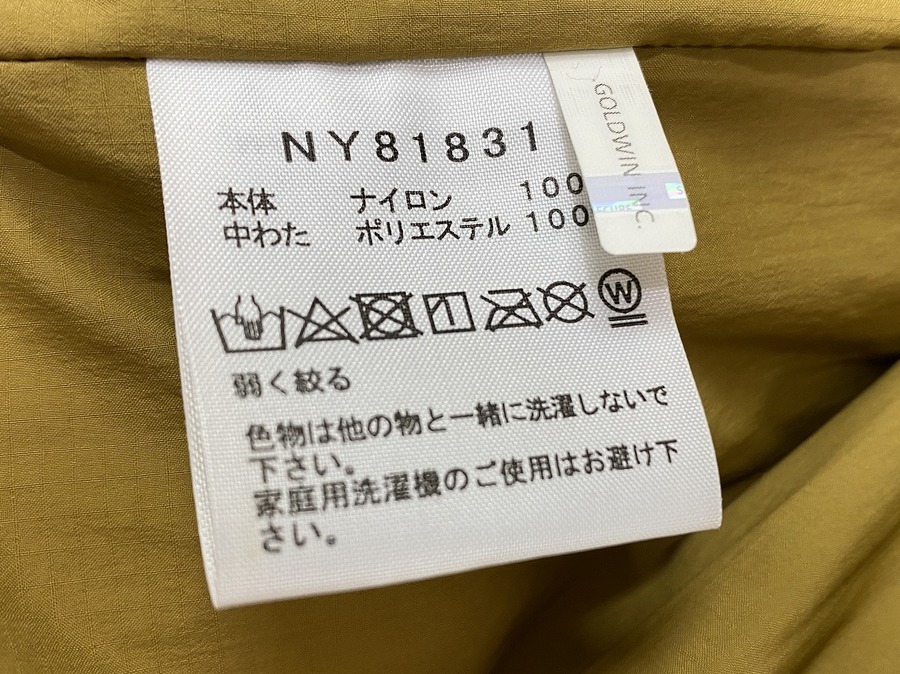 NY81831
本体 ナイロン 100
中わた ポリエステル 100
GOLDWIN INC.
W
弱く絞る
色物は他の物と一緒に洗濯しないで
下さい。
家庭用洗濯機のご使用はお避け下
さい。